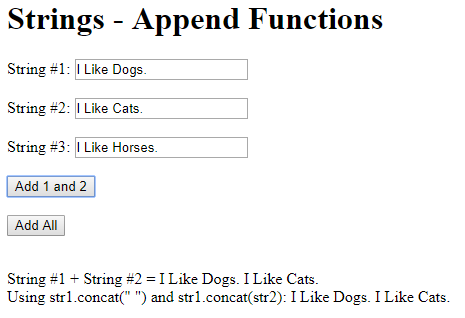 Strings - Append Functions
String #1: I Like Dogs.
String #2: I Like Cats.
String #3: I Like Horses.
Add 1 and 2
Add All
String #1 + String #2 = I Like Dogs. I Like Cats.
Using str1.concat(" ") and str1.concat(str2): I Like Dogs. I Like Cats.